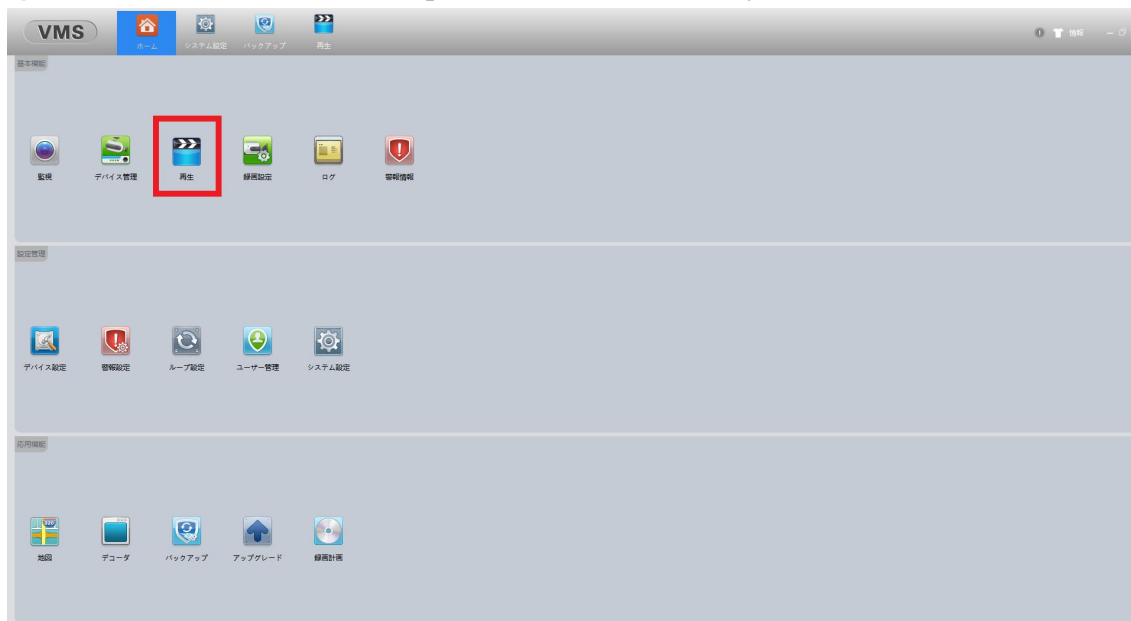 VMS
ホーム システム設定 バックアップ 再生
情報
基本機能
監視 デバイス管理 再生 録画設定 ログ 警報情報
設定管理
デバイス設定 警報設定 ループ設定 ユーザー管理 システム設定
応用機能
地図 デコーダ バックアップ アップグレード 録画計画